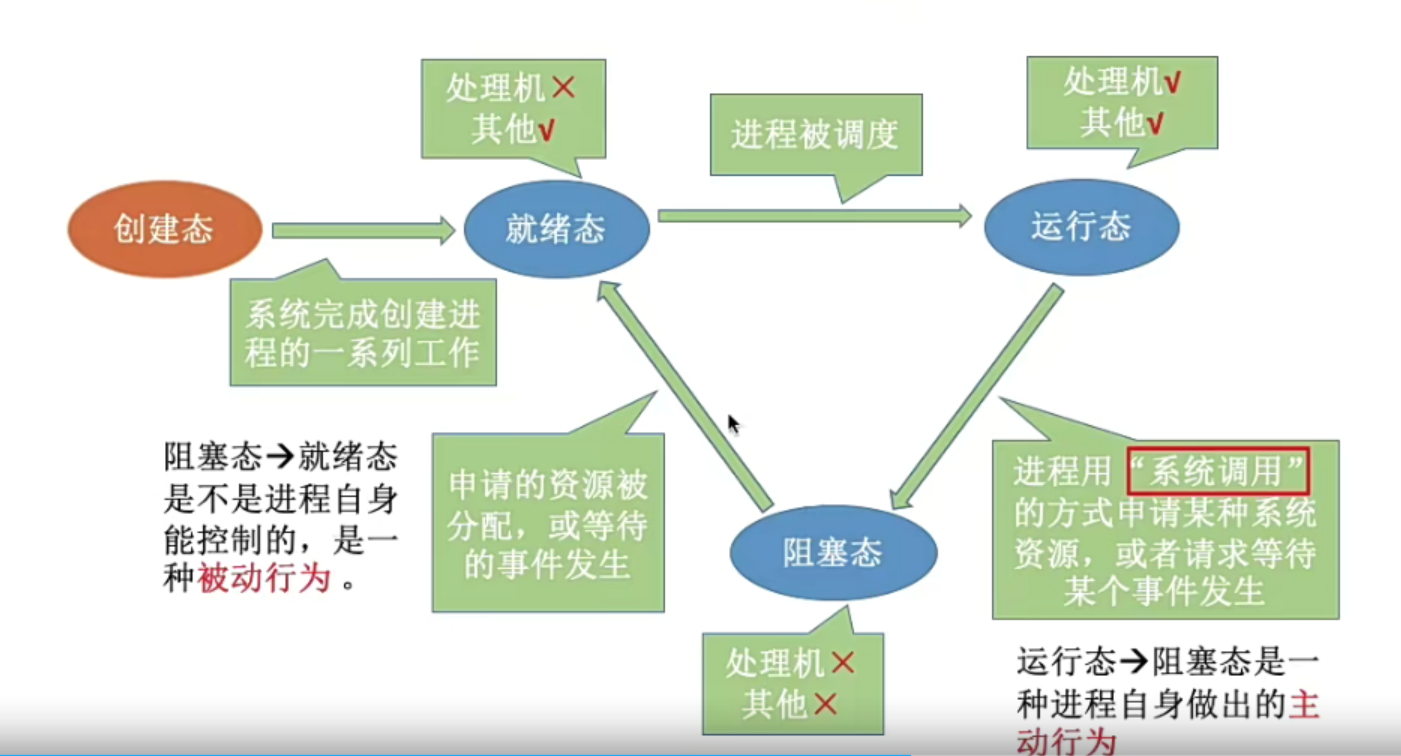 处理机×
其他√
进程被调度
处理机√
其他√
创建态
就绪态
运行态
系统完成创建进
程的一系列工作
阻塞态→就绪态
是不是进程自身
能控制的，是一
种被动行为。
申请的资源被
分配，或等待
的事件发生
进程用“系统调用”
的方式申请某种系统
资源，或者请求等待
某个事件发生
阻塞态
处理机×
其他×
运行态→阻塞态是一
种进程自身做出的主
动行为